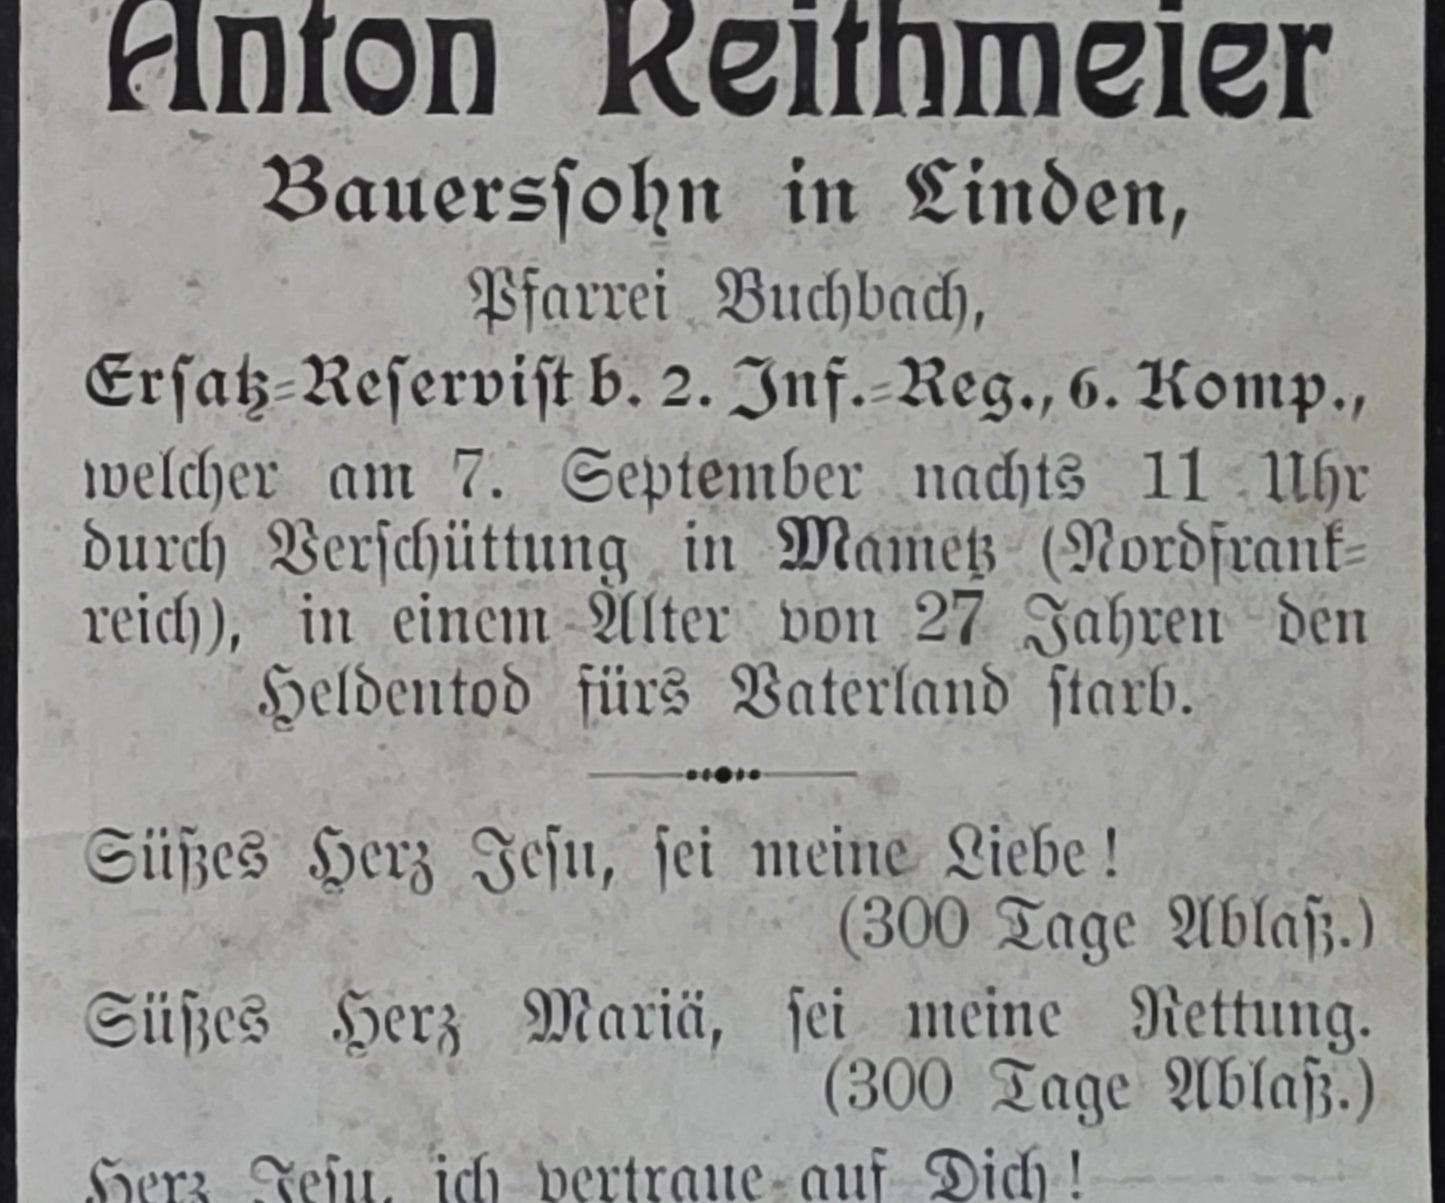 Anton Reithmeier
Bauersſohn in Linden,
Pfarrei Buchbach,
Erſatz-Reſerviſt b. 2. Inf.-Reg., 6. Komp.,
welcher am 7. September nachts 11 Uhr
durch Verſchüttung in Mametz (Nordfrank-
reich), in einem Alter von 27 Jahren den
Heldentod fürs Vaterland ſtarb.
Süßes Herz Jeſu, ſei meine Liebe!
(300 Tage Ablaß.)
Süßes Herz Mariä, ſei meine Rettung.
(300 Tage Ablaß.)
Herz Jeſu, ich vertraue auf Dich!